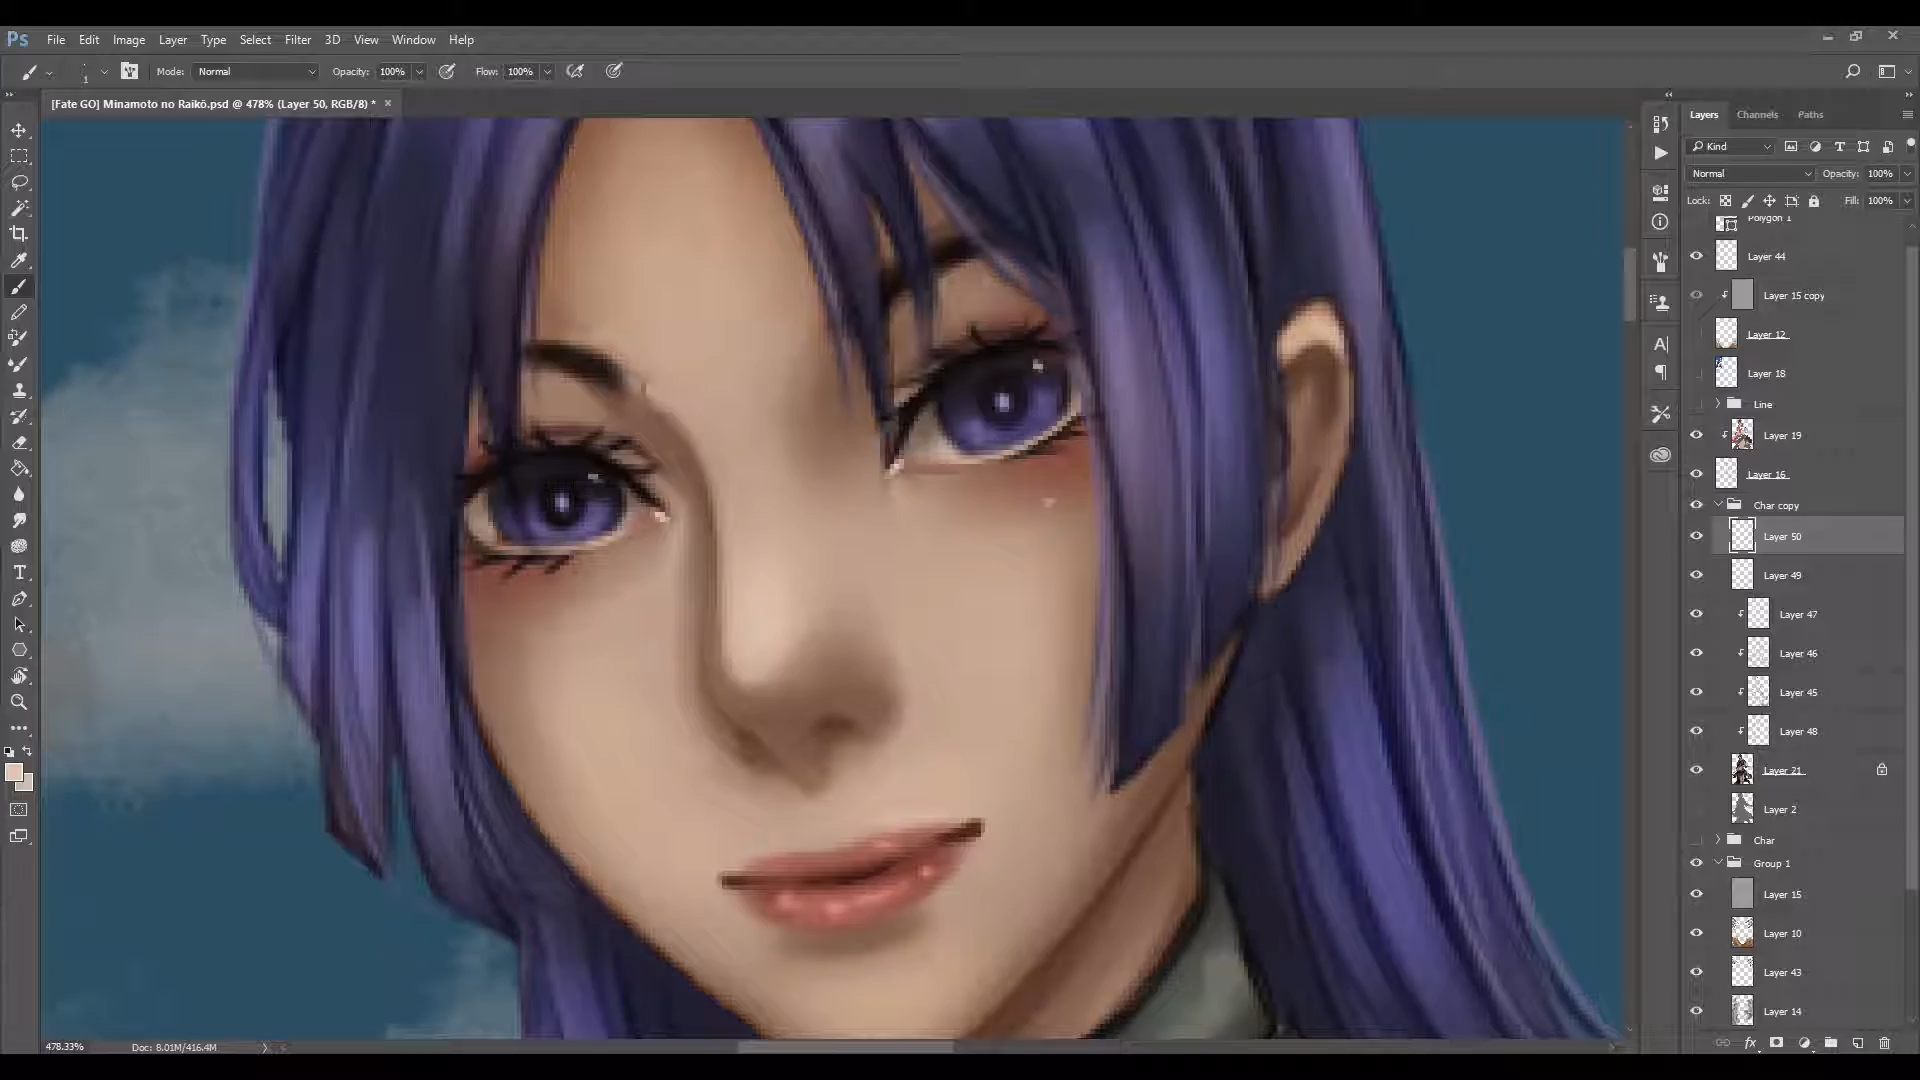 Ps File Edit Image Layer Type Select Filter 3D View Window Help
1 Mode: Normal Opacity: 100% Flow: 100%
[Fate GO] Minamoto no Raikō.psd @ 478% (Layer 50, RGB/8) * ×
Layers Channels Paths
Kind
Normal Opacity: 100%
Lock: Fill: 100%
Polygon 1
Layer 44
Layer 15 copy
Layer 12
Layer 18
Line
Layer 19
Layer 16
Char copy
Layer 50
Layer 49
Layer 47
Layer 46
Layer 45
Layer 48
Layer 21
Layer 2
Char
Group 1
Layer 15
Layer 10
Layer 43
Layer 14
478.33% Doc: 8.01M/416.4M